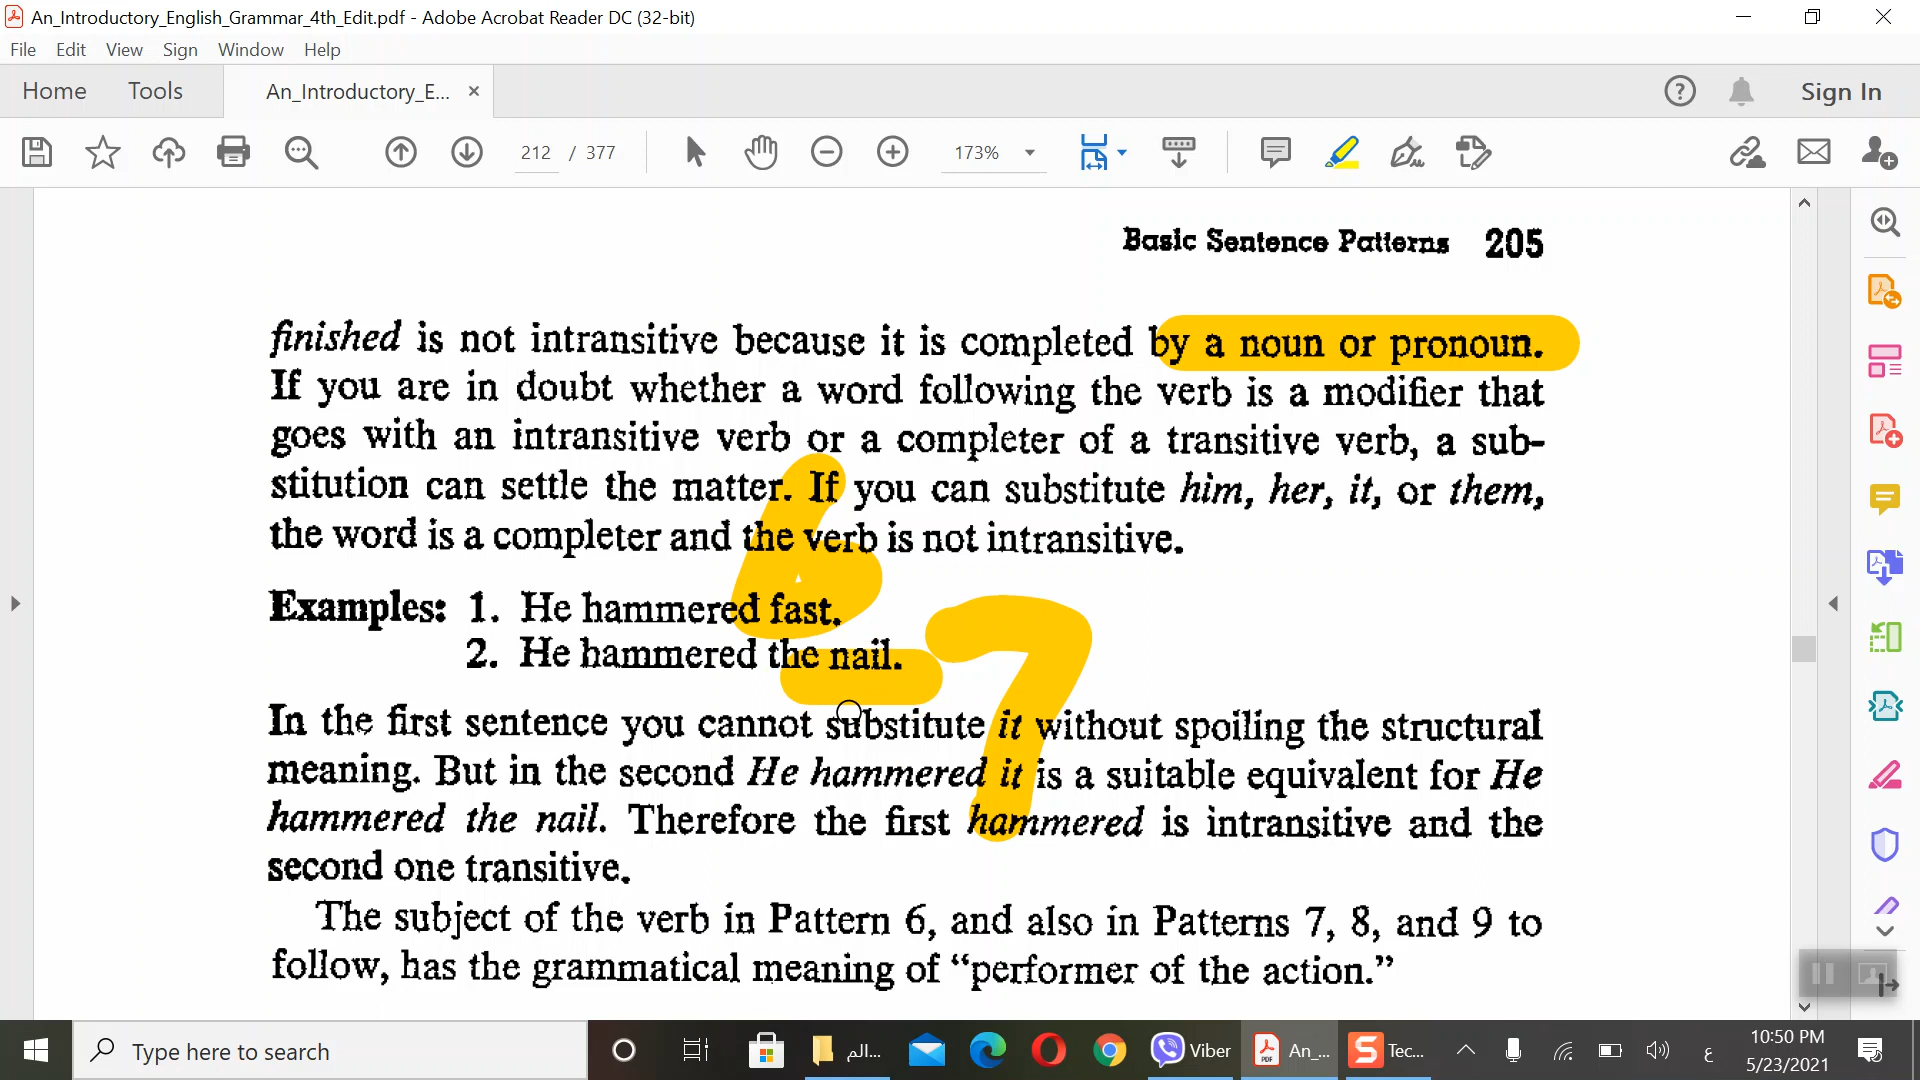 An_Introductory_English_Grammar_4th_Edit.pdf - Adobe Acrobat Reader DC (32-bit)
File Edit View Sign Window Help
Home Tools An_Introductory_E... × Sign In
212 / 377 173%
Basic Sentence Patterns 205
finished is not intransitive because it is completed by a noun or pronoun.
If you are in doubt whether a word following the verb is a modifier that
goes with an intransitive verb or a completer of a transitive verb, a sub-
stitution can settle the matter. If you can substitute him, her, it, or them,
the word is a completer and the verb is not intransitive.
Examples: 1. He hammered fast.
2. He hammered the nail.
6 - 7
In the first sentence you cannot substitute it without spoiling the structural
meaning. But in the second He hammered it is a suitable equivalent for He
hammered the nail. Therefore the first hammered is intransitive and the
second one transitive.
The subject of the verb in Pattern 6, and also in Patterns 7, 8, and 9 to
follow, has the grammatical meaning of “performer of the action.”
Type here to search
الم...
Viber
An_...
Tec...
ع
10:50 PM
5/23/2021